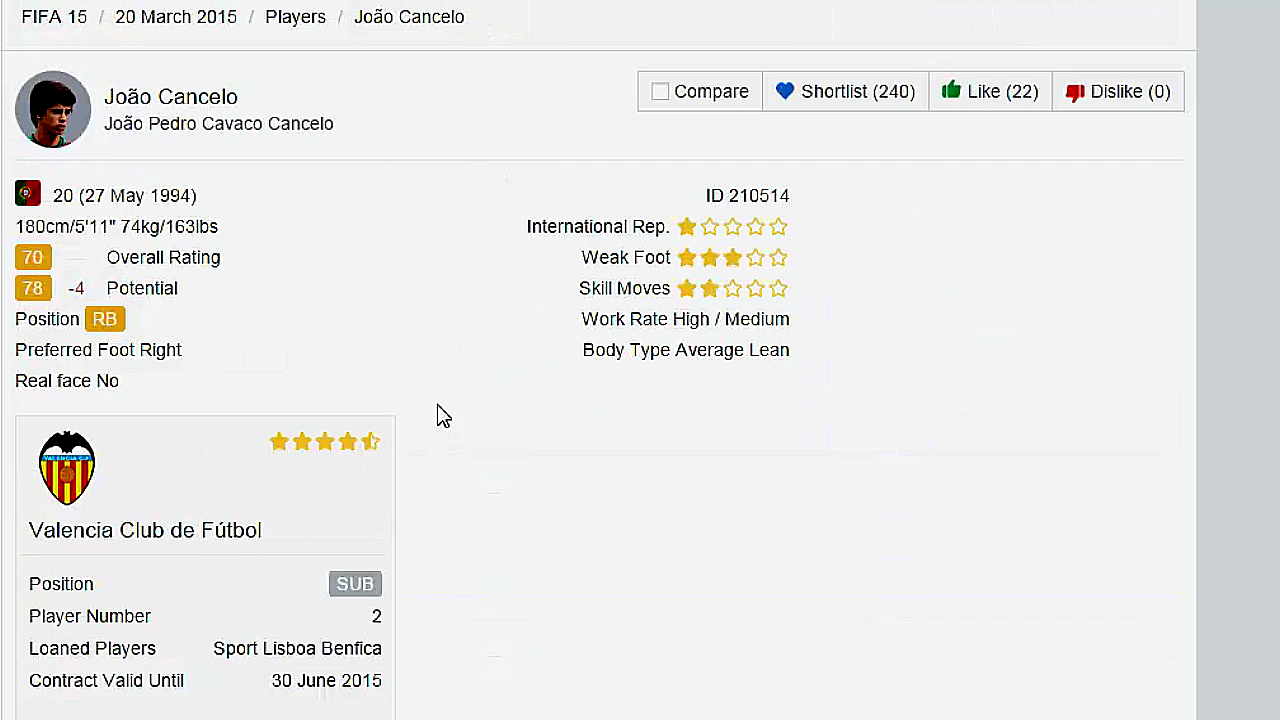 FIFA 15 / 20 March 2015 / Players / João Cancelo
João Cancelo
João Pedro Cavaco Cancelo
Compare
Shortlist (240)
Like (22)
Dislike (0)
20 (27 May 1994)
180cm/5'11" 74kg/163lbs
70 Overall Rating
78 -4 Potential
Position RB
Preferred Foot Right
Real face No
ID 210514
International Rep.
Weak Foot
Skill Moves
Work Rate High / Medium
Body Type Average Lean
VALENCIA C.F
Valencia Club de Fútbol
Position SUB
Player Number 2
Loaned Players Sport Lisboa Benfica
Contract Valid Until 30 June 2015